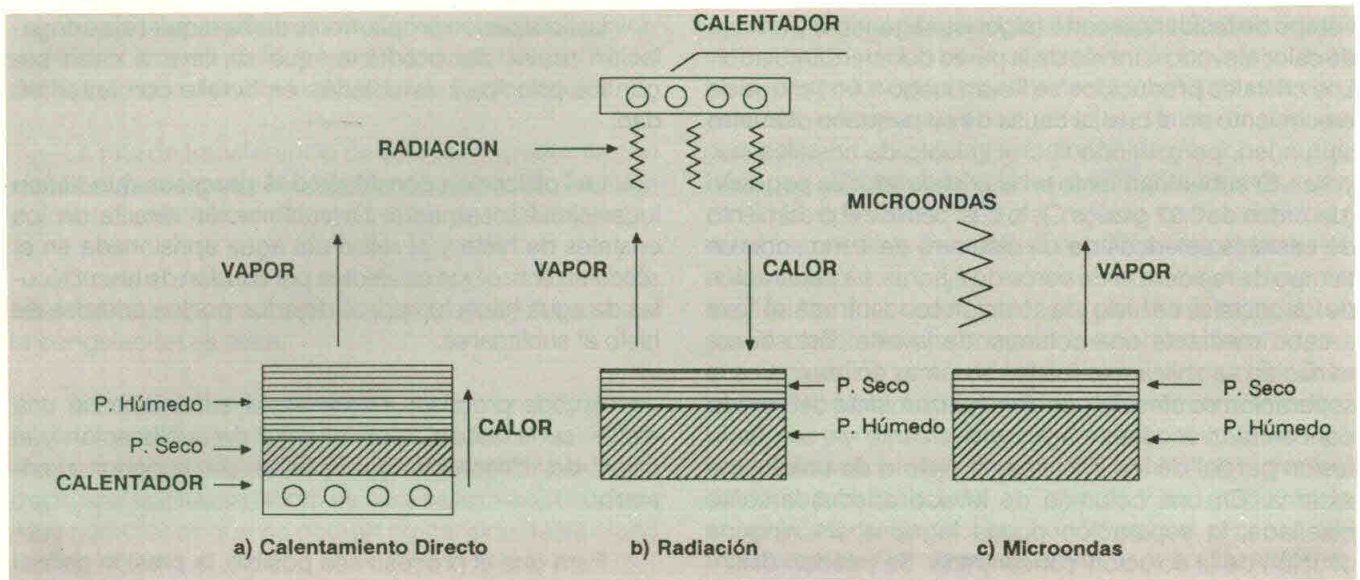 CALENTADOR
RADIACION
MICROONDAS
VAPOR
VAPOR
CALOR
VAPOR
P. Húmedo
P. Seco
CALENTADOR
CALOR
P. Seco
P. Húmedo
P. Seco
P. Húmedo
a) Calentamiento Directo
b) Radiación
c) Microondas